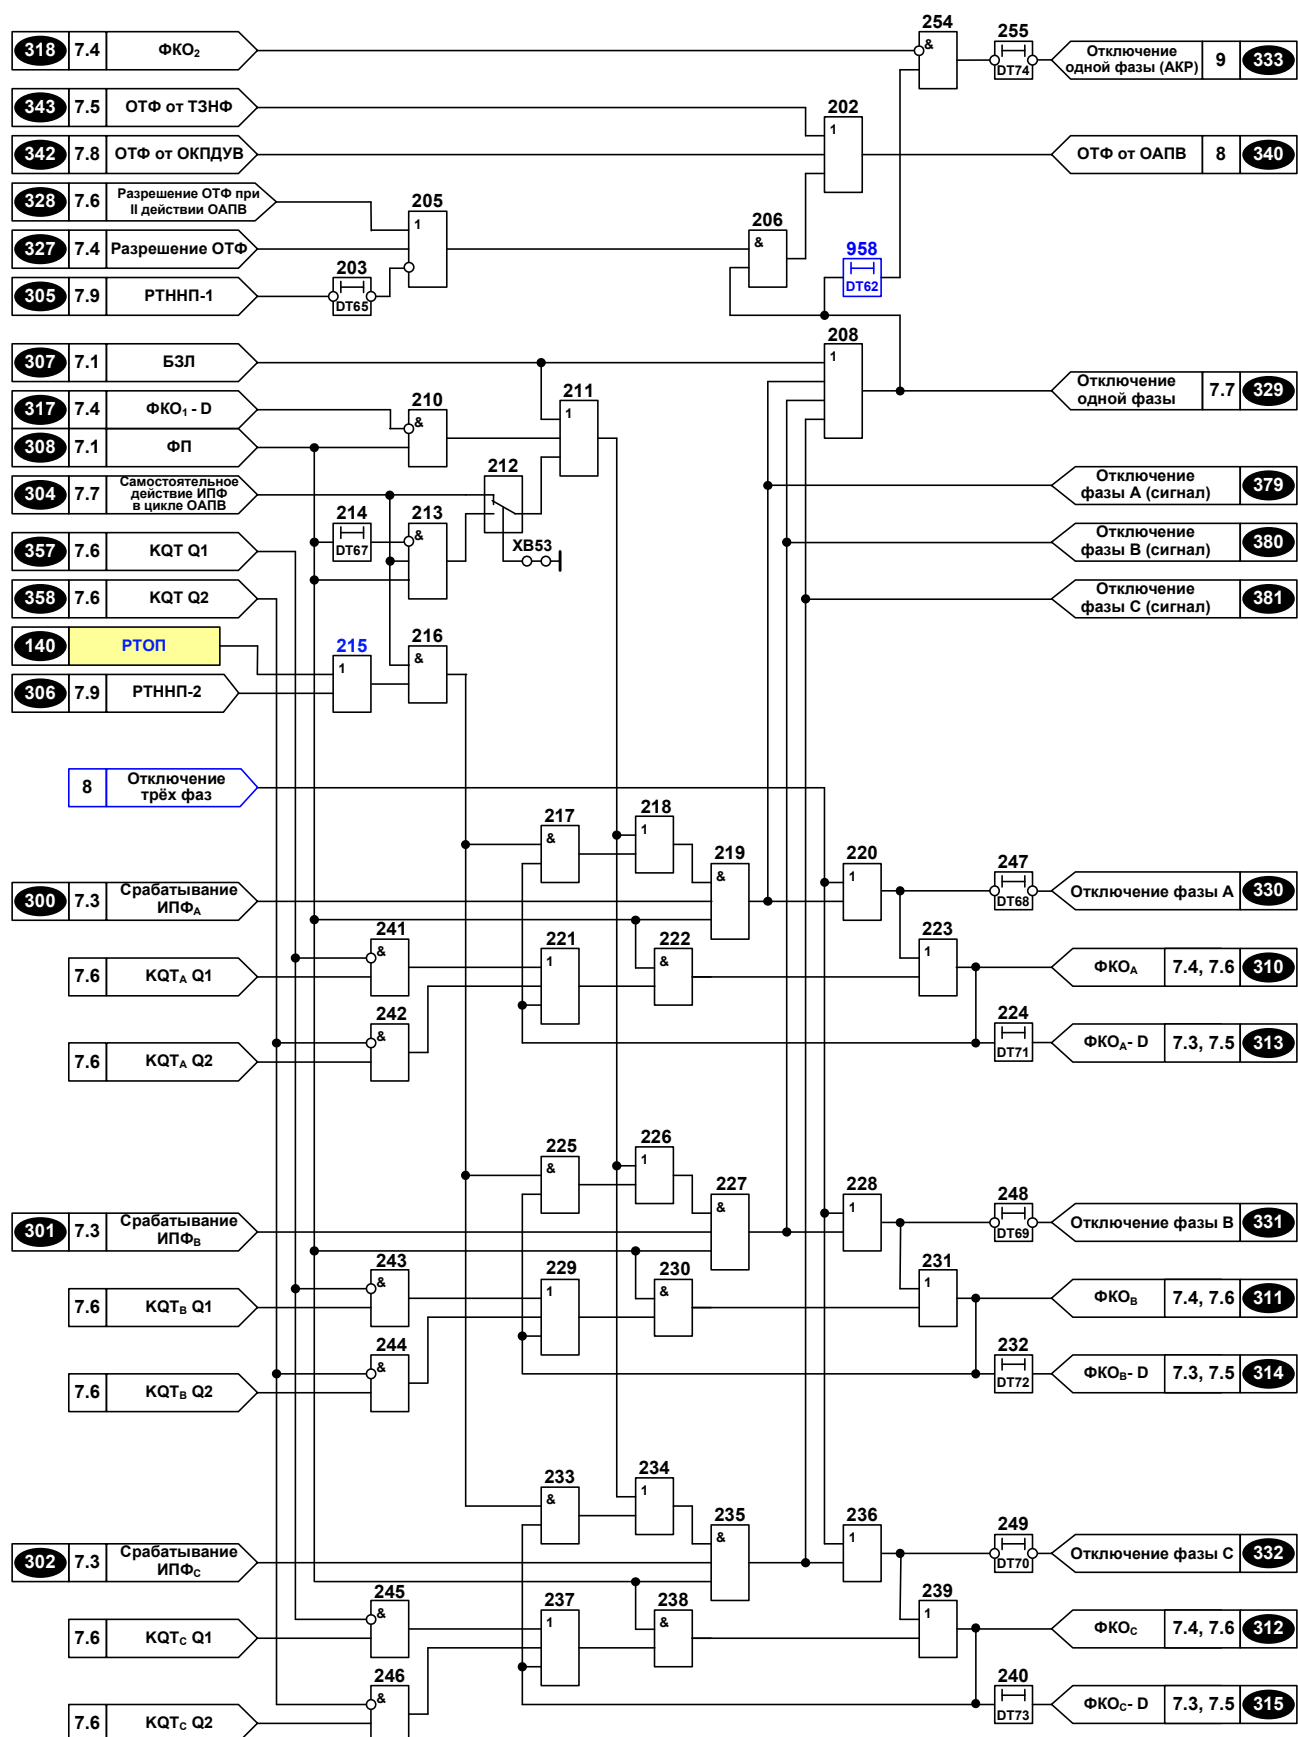 254
318 7.4 ФКО₂
&
255
DT74
Отключение
одной фазы (АКР) 9 333
343 7.5 ОТФ от ТЗНФ
202
1
342 7.8 ОТФ от ОКПДУВ
ОТФ от ОАПВ 8 340
328 7.6 Разрешение ОТФ при
II действии ОАПВ
205
1
206
&
327 7.4 Разрешение ОТФ
958
DT62
203
DT65
305 7.9 РТННП-1
208
1
307 7.1 БЗЛ
Отключение
одной фазы 7.7 329
317 7.4 ФКО₁ - D
210
&
211
1
308 7.1 ФП
304 7.7 Самостоятельное
действие ИПФ
в цикле ОАПВ
212
Отключение
фазы А (сигнал) 379
214
DT67
213
&
XB53
357 7.6 KQT Q1
Отключение
фазы В (сигнал) 380
358 7.6 KQT Q2
Отключение
фазы С (сигнал) 381
140 РТОП
215
1
216
&
306 7.9 РТННП-2
8 Отключение
трёх фаз
217
&
218
1
219
&
220
1
247
DT68
Отключение фазы А 330
300 7.3 Срабатывание
ИПФА
241
&
221
1
222
&
223
1
7.6 KQTА Q1
ФКОА 7.4, 7.6 310
242
&
224
DT71
ФКОА- D 7.3, 7.5 313
7.6 KQTА Q2
225
&
226
1
227
&
228
1
248
DT69
Отключение фазы В 331
301 7.3 Срабатывание
ИПФВ
243
&
229
1
230
&
231
1
7.6 KQTВ Q1
ФКОВ 7.4, 7.6 311
244
&
232
DT72
ФКОВ- D 7.3, 7.5 314
7.6 KQTВ Q2
233
&
234
1
235
&
236
1
249
DT70
Отключение фазы С 332
302 7.3 Срабатывание
ИПФС
245
&
237
1
238
&
239
1
7.6 KQTС Q1
ФКОС 7.4, 7.6 312
246
&
240
DT73
ФКОС- D 7.3, 7.5 315
7.6 KQTС Q2